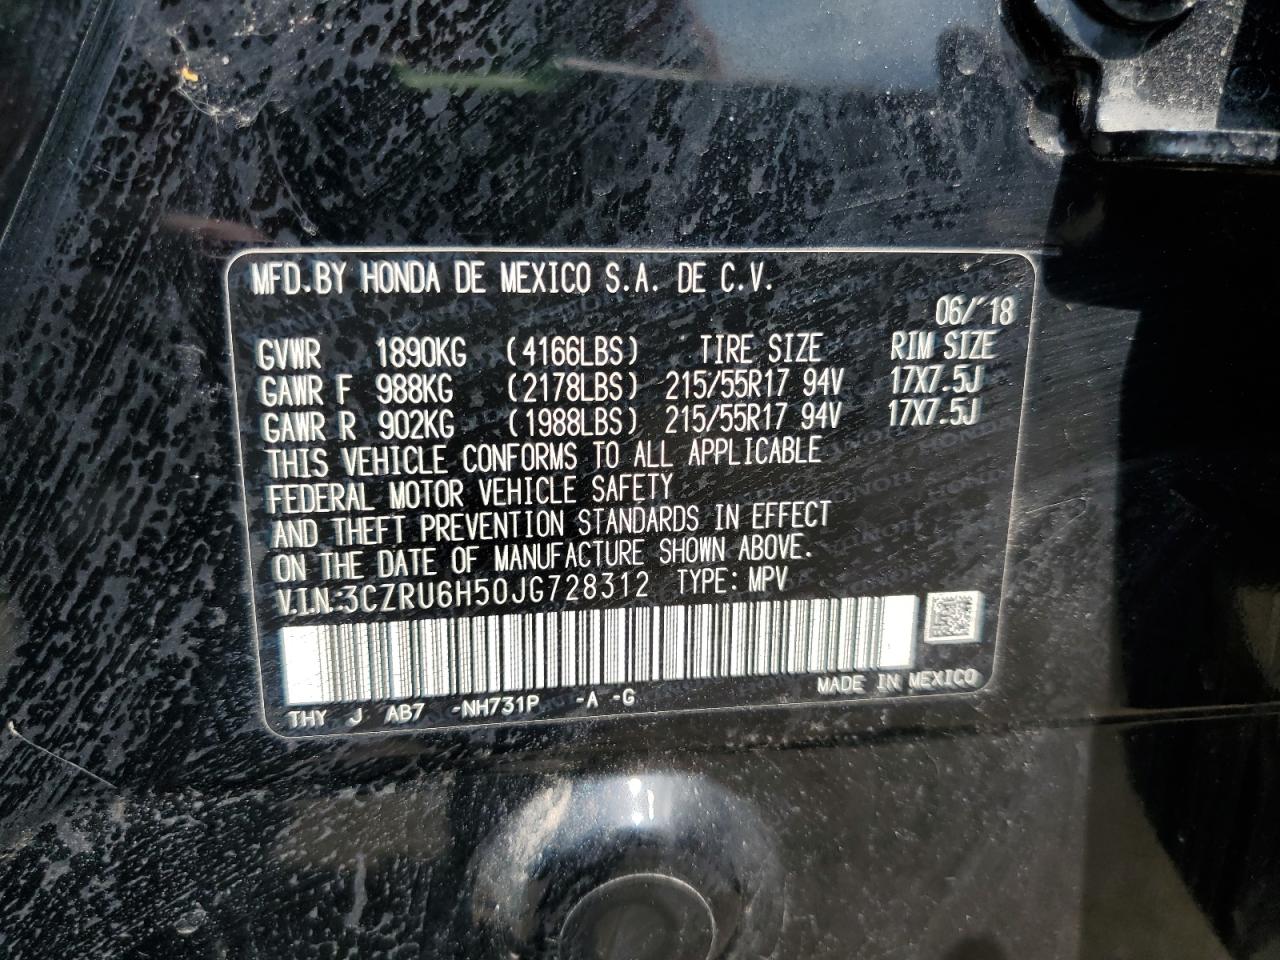 MFD.BY HONDA DE MEXICO S.A. DE C.V.
06/'18
GVWR 1890KG (4166LBS) TIRE SIZE RIM SIZE
GAWR F 988KG (2178LBS) 215/55R17 94V 17X7.5J
GAWR R 902KG (1988LBS) 215/55R17 94V 17X7.5J
THIS VEHICLE CONFORMS TO ALL APPLICABLE
FEDERAL MOTOR VEHICLE SAFETY
AND THEFT PREVENTION STANDARDS IN EFFECT
ON THE DATE OF MANUFACTURE SHOWN ABOVE.
V.I.N:3CZRU6H50JG728312 TYPE: MPV
MADE IN MEXICO
THY J AB7 -NH731P -A -G